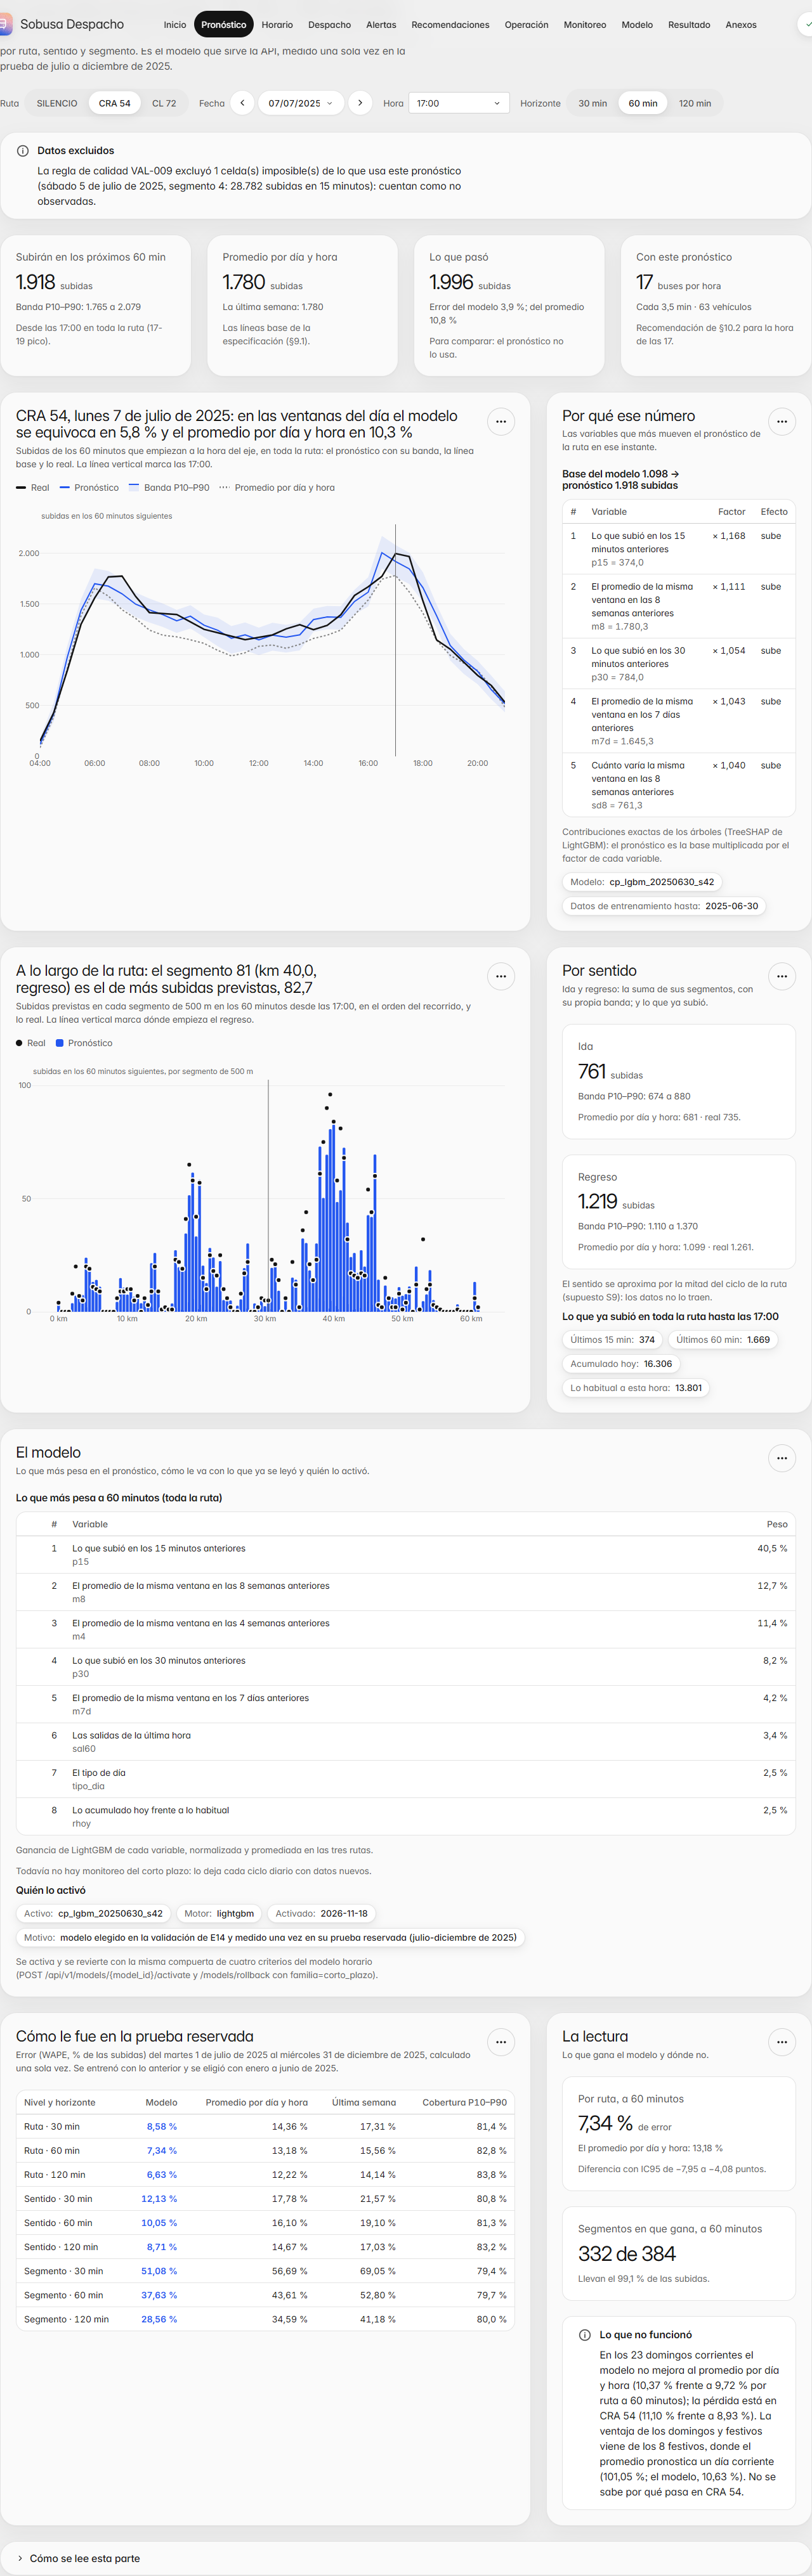 Sobusa Despacho
Inicio Pronóstico Horario Despacho Alertas Recomendaciones Operación Monitoreo Modelo Resultado Anexos
por ruta, sentido y segmento. Es el modelo que sirve la API, medido una sola vez en la
prueba de julio a diciembre de 2025.
Ruta SILENCIO CRA 54 CL 72 Fecha 07/07/2025 Hora 17:00 Horizonte 30 min 60 min 120 min
Datos excluidos
La regla de calidad VAL-009 excluyó 1 celda(s) imposible(s) de lo que usa este pronóstico
(sábado 5 de julio de 2025, segmento 4: 28.782 subidas en 15 minutos): cuentan como no
observadas.
Subirán en los próximos 60 min
1.918 subidas
Banda P10–P90: 1.765 a 2.079
Desde las 17:00 en toda la ruta (17-
19 pico).
Promedio por día y hora
1.780 subidas
La última semana: 1.780
Las líneas base de la
especificación (§9.1).
Lo que pasó
1.996 subidas
Error del modelo 3,9 %; del promedio
10,8 %
Para comparar: el pronóstico no
lo usa.
Con este pronóstico
17 buses por hora
Cada 3,5 min · 63 vehículos
Recomendación de §10.2 para la hora
de las 17.
CRA 54, lunes 7 de julio de 2025: en las ventanas del día el modelo
se equivoca en 5,8 % y el promedio por día y hora en 10,3 %
Subidas de los 60 minutos que empiezan a la hora del eje, en toda la ruta: el pronóstico con su banda, la línea
base y lo real. La línea vertical marca las 17:00.
Real Pronóstico Banda P10–P90 Promedio por día y hora
subidas en los 60 minutos siguientes
2.000
1.500
1.000
500
0
04:00 06:00 08:00 10:00 12:00 14:00 16:00 18:00 20:00
Por qué ese número
Las variables que más mueven el pronóstico de
la ruta en ese instante.
Base del modelo 1.098 →
pronóstico 1.918 subidas
# Variable Factor Efecto
1 Lo que subió en los 15 × 1,168 sube
minutos anteriores
p15 = 374,0
2 El promedio de la misma × 1,111 sube
ventana en las 8
semanas anteriores
m8 = 1.780,3
3 Lo que subió en los 30 × 1,054 sube
minutos anteriores
p30 = 784,0
4 El promedio de la misma × 1,043 sube
ventana en los 7 días
anteriores
m7d = 1.645,3
5 Cuánto varía la misma × 1,040 sube
ventana en las 8
semanas anteriores
sd8 = 761,3
Contribuciones exactas de los árboles (TreeSHAP de
LightGBM): el pronóstico es la base multiplicada por el
factor de cada variable.
Modelo: cp_lgbm_20250630_s42
Datos de entrenamiento hasta: 2025-06-30
A lo largo de la ruta: el segmento 81 (km 40,0,
regreso) es el de más subidas previstas, 82,7
Subidas previstas en cada segmento de 500 m en los 60 minutos desde las 17:00, en el orden del recorrido, y
lo real. La línea vertical marca dónde empieza el regreso.
Real Pronóstico
subidas en los 60 minutos siguientes, por segmento de 500 m
100
50
0
0 km 10 km 20 km 30 km 40 km 50 km 60 km
Por sentido
Ida y regreso: la suma de sus segmentos, con
su propia banda; y lo que ya subió.
Ida
761 subidas
Banda P10–P90: 674 a 880
Promedio por día y hora: 681 · real 735.
Regreso
1.219 subidas
Banda P10–P90: 1.110 a 1.370
Promedio por día y hora: 1.099 · real 1.261.
El sentido se aproxima por la mitad del ciclo de la ruta
(supuesto S9): los datos no lo traen.
Lo que ya subió en toda la ruta hasta las 17:00
Últimos 15 min: 374 Últimos 60 min: 1.669
Acumulado hoy: 16.306
Lo habitual a esta hora: 13.801
El modelo
Lo que más pesa en el pronóstico, cómo le va con lo que ya se leyó y quién lo activó.
Lo que más pesa a 60 minutos (toda la ruta)
# Variable Peso
1 Lo que subió en los 15 minutos anteriores 40,5 %
p15
2 El promedio de la misma ventana en las 8 semanas anteriores 12,7 %
m8
3 El promedio de la misma ventana en las 4 semanas anteriores 11,4 %
m4
4 Lo que subió en los 30 minutos anteriores 8,2 %
p30
5 El promedio de la misma ventana en los 7 días anteriores 4,2 %
m7d
6 Las salidas de la última hora 3,4 %
sal60
7 El tipo de día 2,5 %
tipo_dia
8 Lo acumulado hoy frente a lo habitual 2,5 %
rhoy
Ganancia de LightGBM de cada variable, normalizada y promediada en las tres rutas.
Todavía no hay monitoreo del corto plazo: lo deja cada ciclo diario con datos nuevos.
Quién lo activó
Activo: cp_lgbm_20250630_s42 Motor: lightgbm Activado: 2026-11-18
Motivo: modelo elegido en la validación de E14 y medido una vez en su prueba reservada (julio-diciembre de 2025)
Se activa y se revierte con la misma compuerta de cuatro criterios del modelo horario
(POST /api/v1/models/{model_id}/activate y /models/rollback con familia=corto_plazo).
Cómo le fue en la prueba reservada
Error (WAPE, % de las subidas) del martes 1 de julio de 2025 al miércoles 31 de diciembre de 2025, calculado
una sola vez. Se entrenó con lo anterior y se eligió con enero a junio de 2025.
Nivel y horizonte Modelo Promedio por día y hora Última semana Cobertura P10–P90
Ruta · 30 min 8,58 % 14,36 % 17,31 % 81,4 %
Ruta · 60 min 7,34 % 13,18 % 15,56 % 82,8 %
Ruta · 120 min 6,63 % 12,22 % 14,14 % 83,8 %
Sentido · 30 min 12,13 % 17,78 % 21,57 % 80,8 %
Sentido · 60 min 10,05 % 16,10 % 19,10 % 81,3 %
Sentido · 120 min 8,71 % 14,67 % 17,03 % 83,2 %
Segmento · 30 min 51,08 % 56,69 % 69,05 % 79,4 %
Segmento · 60 min 37,63 % 43,61 % 52,80 % 79,7 %
Segmento · 120 min 28,56 % 34,59 % 41,18 % 80,0 %
La lectura
Lo que gana el modelo y dónde no.
Por ruta, a 60 minutos
7,34 % de error
El promedio por día y hora: 13,18 %
Diferencia con IC95 de −7,95 a −4,08 puntos.
Segmentos en que gana, a 60 minutos
332 de 384
Llevan el 99,1 % de las subidas.
Lo que no funcionó
En los 23 domingos corrientes el
modelo no mejora al promedio por día
y hora (10,37 % frente a 9,72 % por
ruta a 60 minutos); la pérdida está en
CRA 54 (11,10 % frente a 8,93 %). La
ventaja de los domingos y festivos
viene de los 8 festivos, donde el
promedio pronostica un día corriente
(101,05 %; el modelo, 10,63 %). No se
sabe por qué pasa en CRA 54.
Cómo se lee esta parte